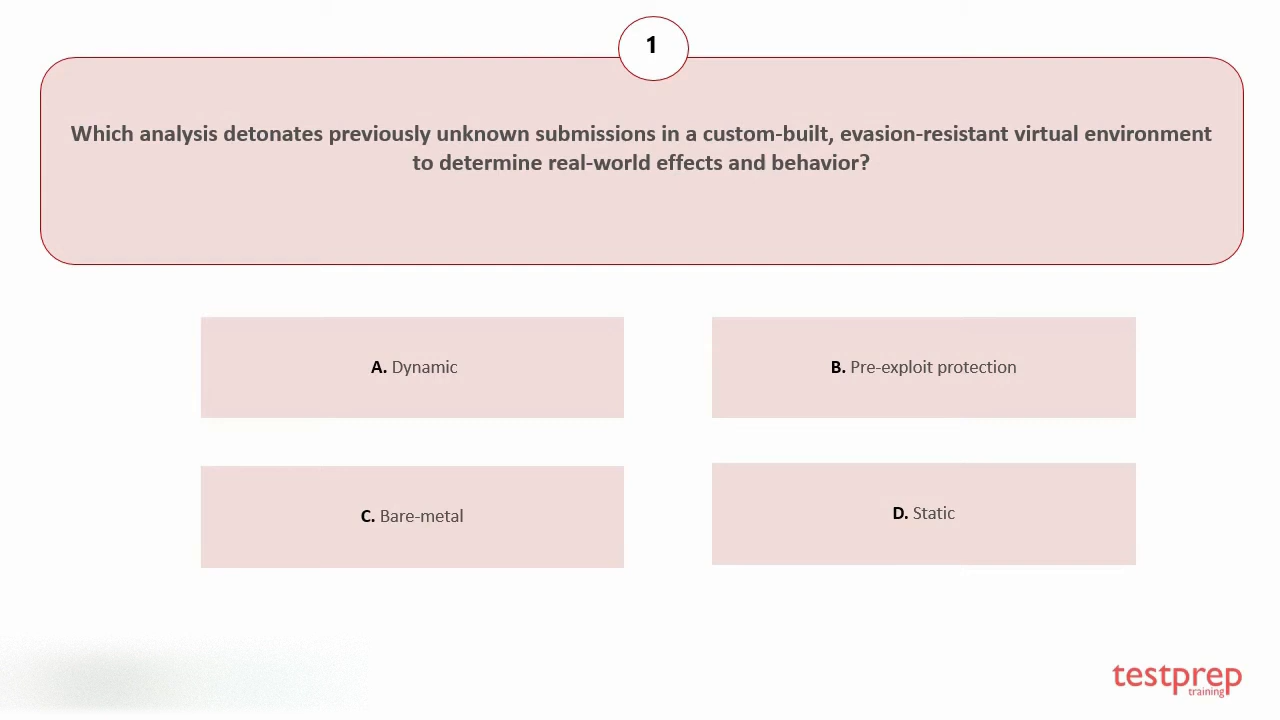 1
Which analysis detonates previously unknown submissions in a custom-built, evasion-resistant virtual environment
to determine real-world effects and behavior?
A. Dynamic
B. Pre-exploit protection
C. Bare-metal
D. Static
testprep
training